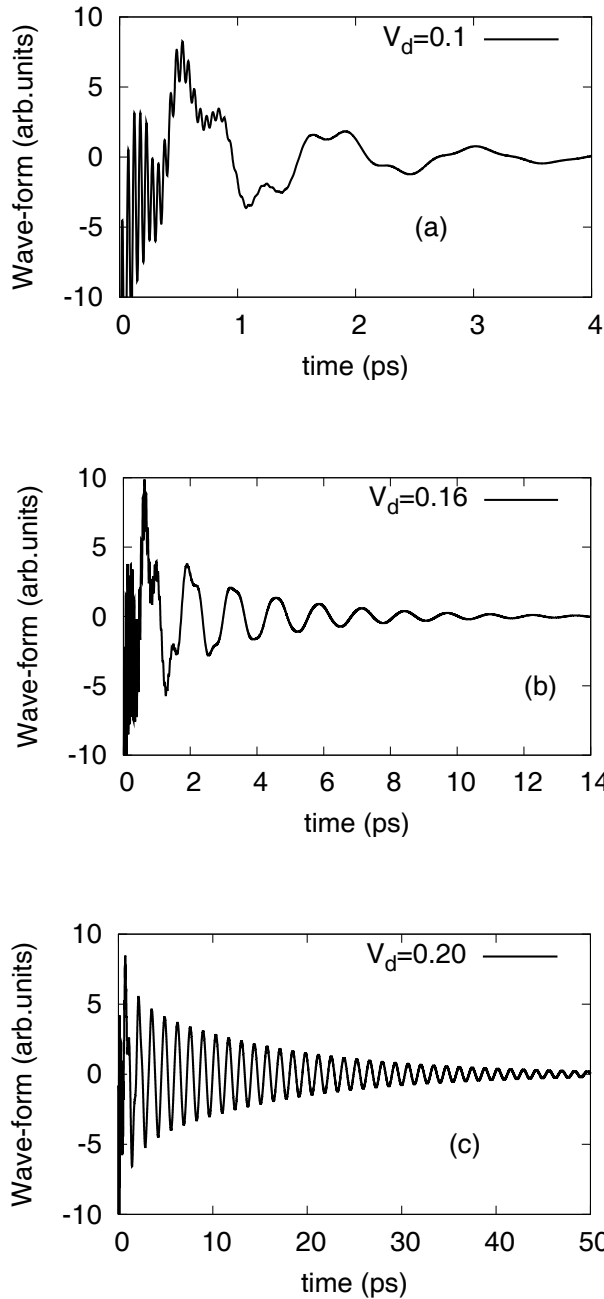 10
5
0
-5
-10
Wave-form (arb.units)
V_d=0.1
(a)
0 1 2 3 4
time (ps)
10
5
0
-5
-10
Wave-form (arb.units)
V_d=0.16
(b)
0 2 4 6 8 10 12 14
time (ps)
10
5
0
-5
-10
Wave-form (arb.units)
V_d=0.20
(c)
0 10 20 30 40 50
time (ps)